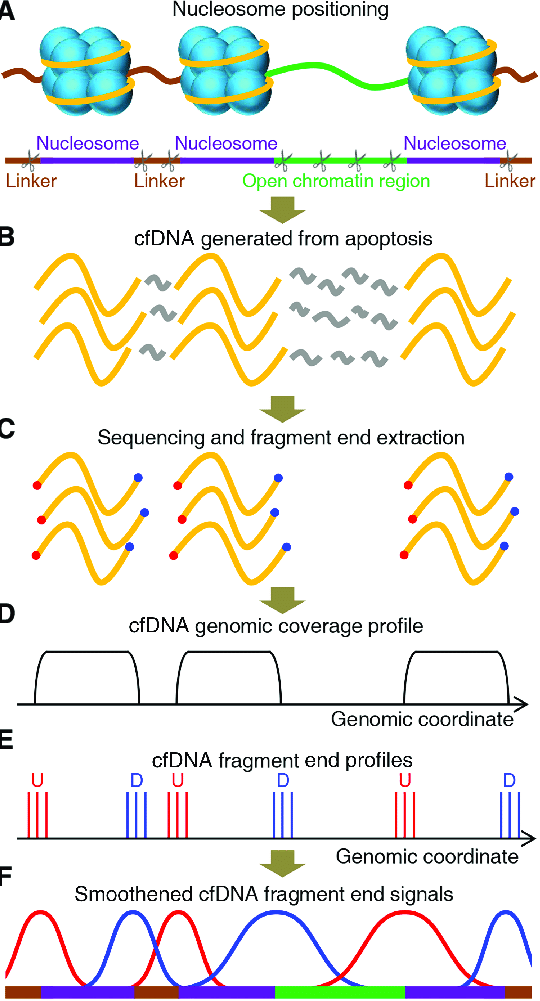 A
Nucleosome positioning
Nucleosome Nucleosome Nucleosome
Linker Linker Open chromatin region Linker
B
cfDNA generated from apoptosis
C
Sequencing and fragment end extraction
D
cfDNA genomic coverage profile
Genomic coordinate
E
cfDNA fragment end profiles
U D U D U D
Genomic coordinate
F
Smoothened cfDNA fragment end signals